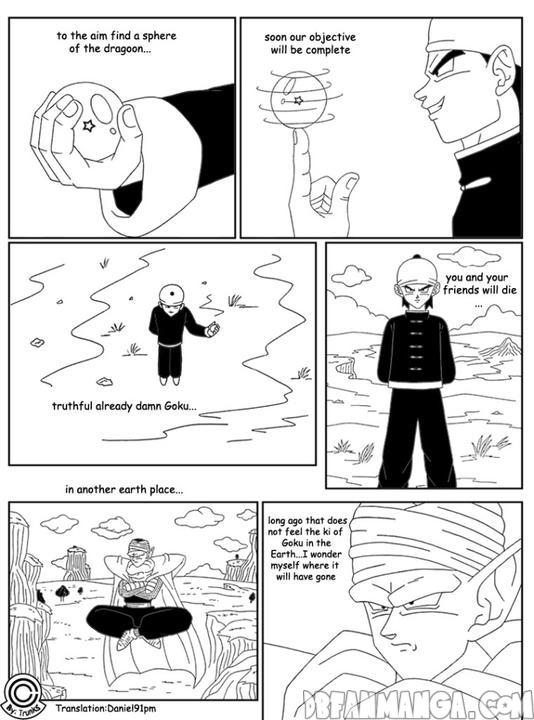 to the aim find a sphere
of the dragoon...
soon our objective
will be complete
truthful already damn Goku...
you and your
friends will die
...
in another earth place...
long ago that does
not feel the ki of
Goku in the
Earth...I wonder
myself where it
will have gone
By: Trunks
Translation:Daniel91pm
DBFANMANGA.COM